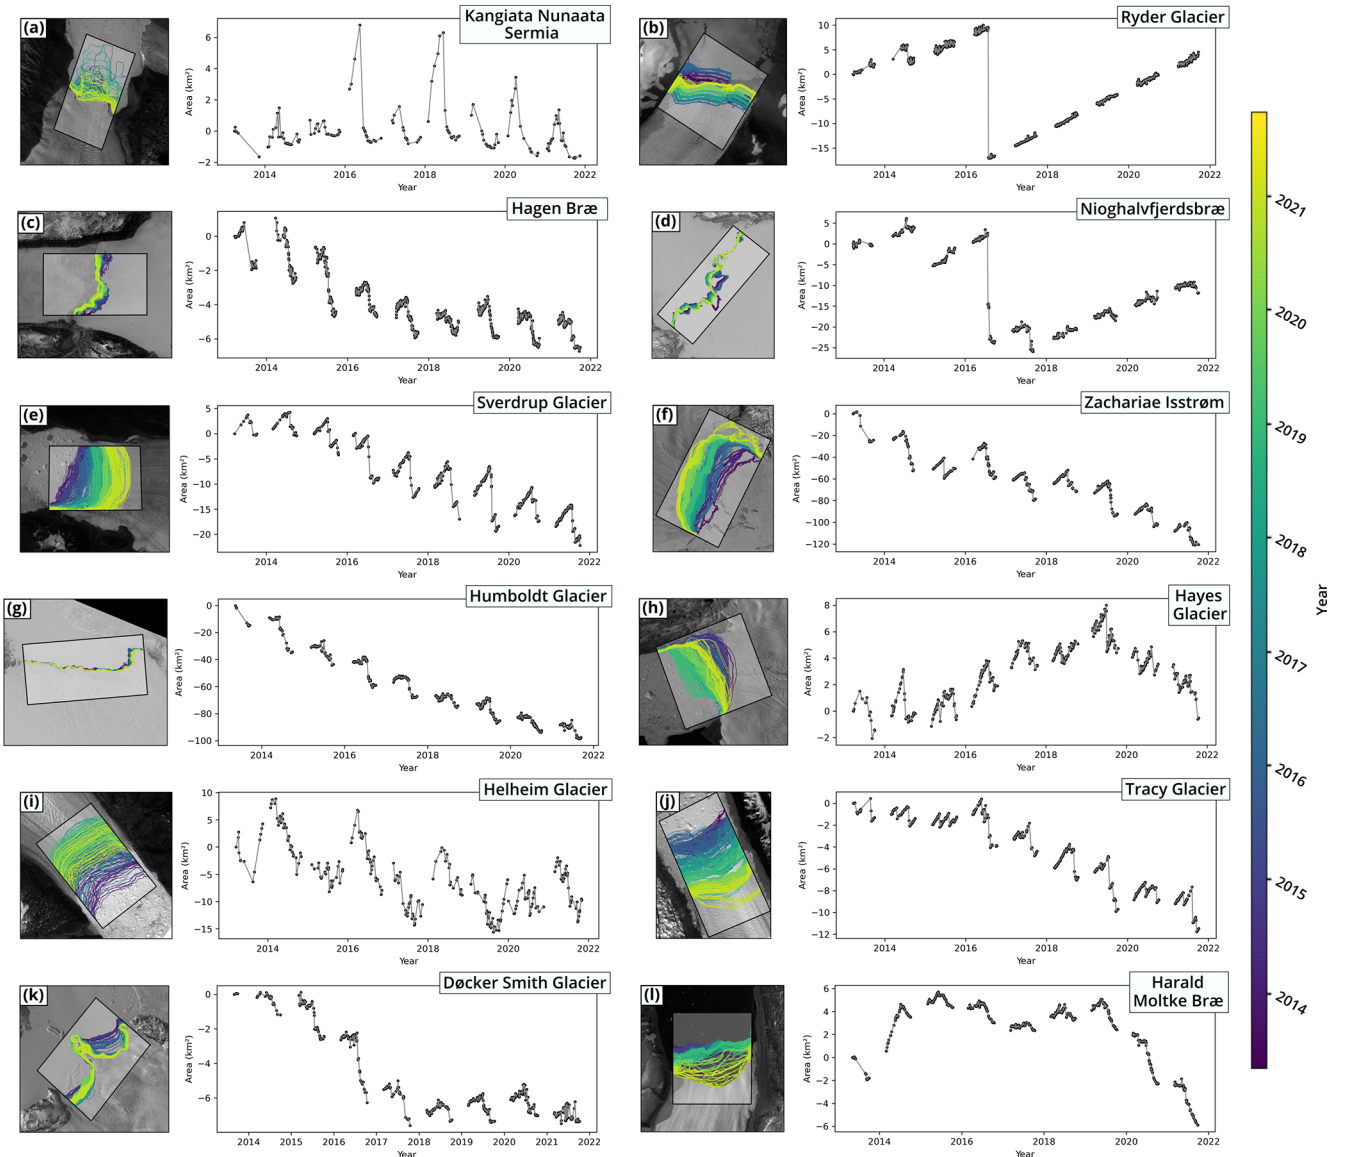 (a)
Kangiata Nunaata
Sermia
Area (km²)
6
4
2
0
−2
2014 2016 2018 2020 2022
Year
(b)
Ryder Glacier
Area (km²)
10
5
0
−5
−10
−15
2014 2016 2018 2020 2022
Year
(c)
Hagen Bræ
Area (km²)
0
−2
−4
−6
2014 2016 2018 2020 2022
Year
(d)
Nioghalvfjerdsbræ
Area (km²)
5
0
−5
−10
−15
−20
−25
2014 2016 2018 2020 2022
Year
(e)
Sverdrup Glacier
Area (km²)
5
0
−5
−10
−15
−20
2014 2016 2018 2020 2022
Year
(f)
Zachariae Isstrøm
Area (km²)
0
−20
−40
−60
−80
−100
−120
2014 2016 2018 2020 2022
Year
(g)
Humboldt Glacier
Area (km²)
0
−20
−40
−60
−80
−100
2014 2016 2018 2020 2022
Year
(h)
Hayes
Glacier
Area (km²)
8
6
4
2
0
−2
2014 2016 2018 2020 2022
Year
(i)
Helheim Glacier
Area (km²)
10
5
0
−5
−10
−15
2014 2016 2018 2020 2022
Year
(j)
Tracy Glacier
Area (km²)
0
−2
−4
−6
−8
−10
−12
2014 2016 2018 2020 2022
Year
(k)
Døcker Smith Glacier
Area (km²)
0
−2
−4
−6
2014 2015 2016 2017 2018 2019 2020 2021 2022
Year
(l)
Harald
Moltke Bræ
Area (km²)
6
4
2
0
−2
−4
−6
2014 2016 2018 2020 2022
Year
2021
2020
2019
2018
2017
2016
2015
2014
Year